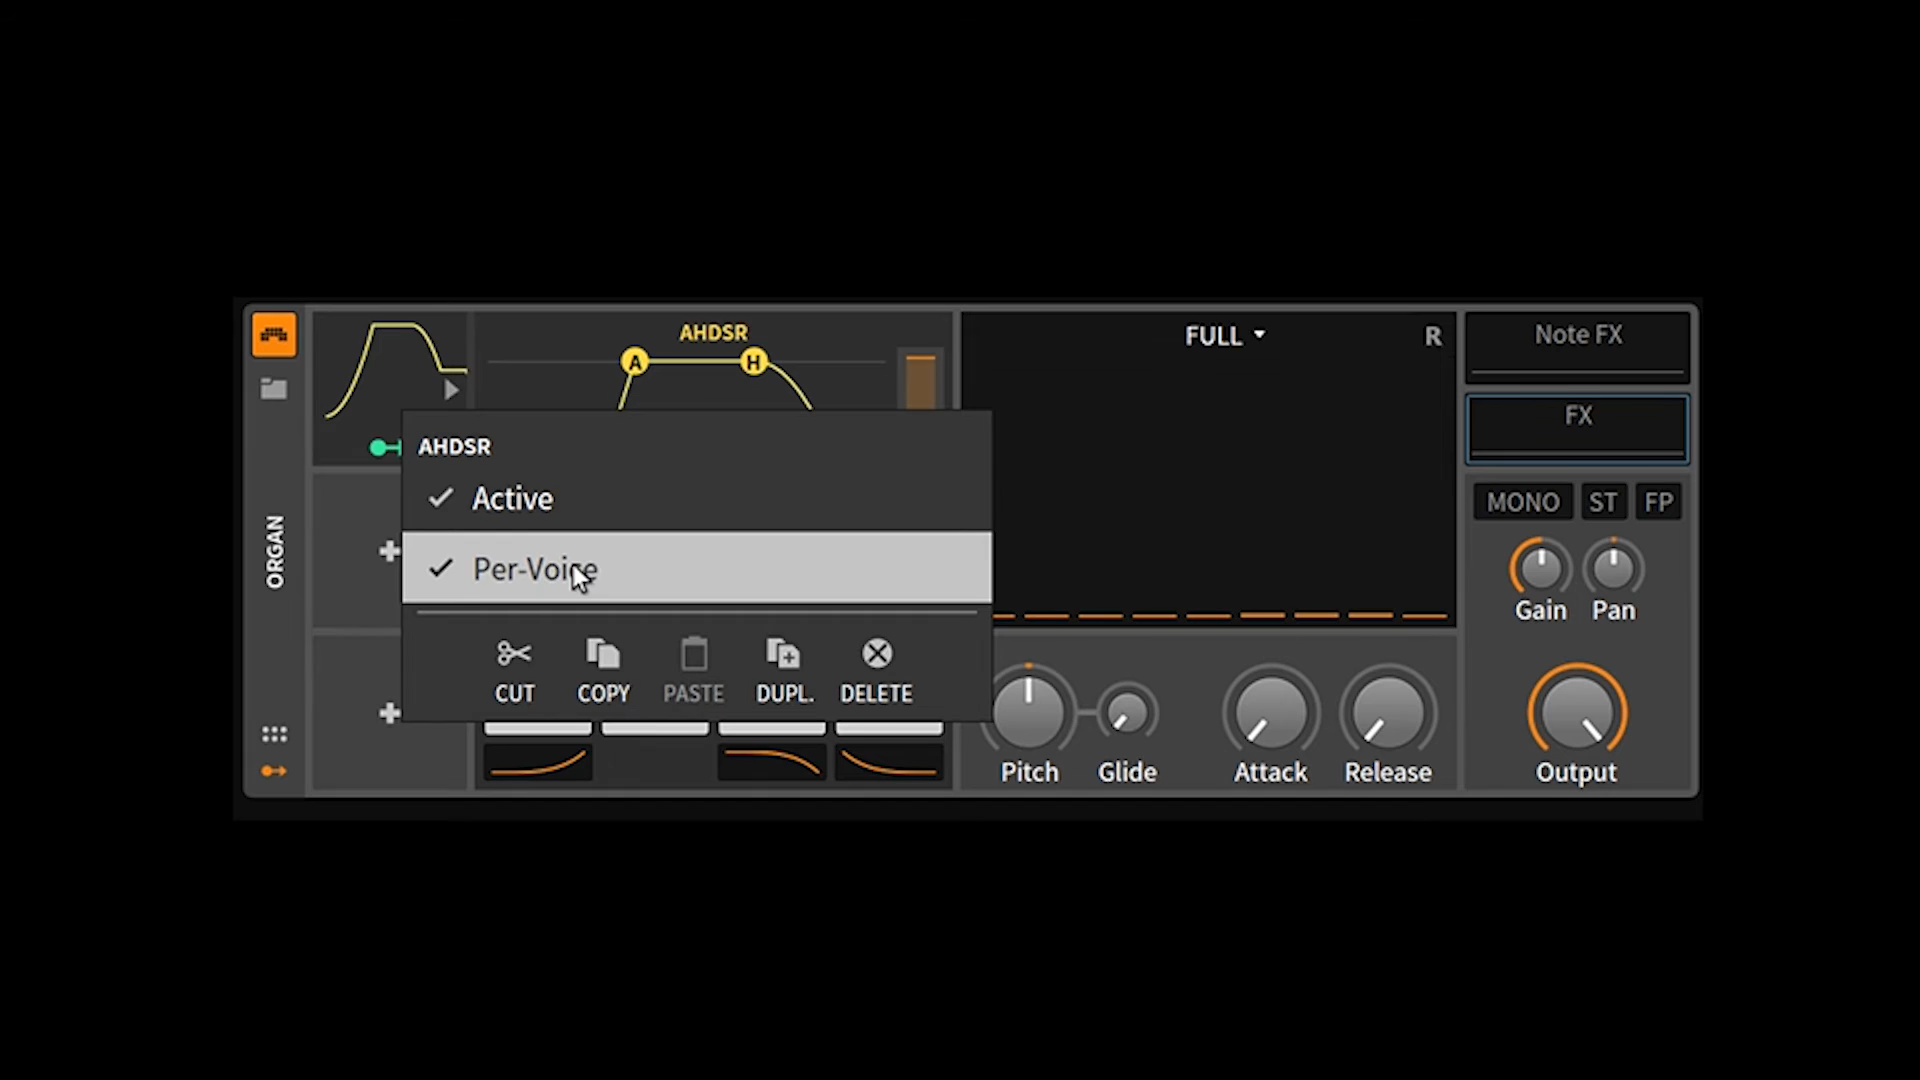 AHDSR
A
H
FULL
R
Note FX
FX
AHDSR
Active
Per-Voice
CUT
COPY
PASTE
DUPL.
DELETE
ORGAN
MONO
ST
FP
Gain
Pan
Pitch
Glide
Attack
Release
Output